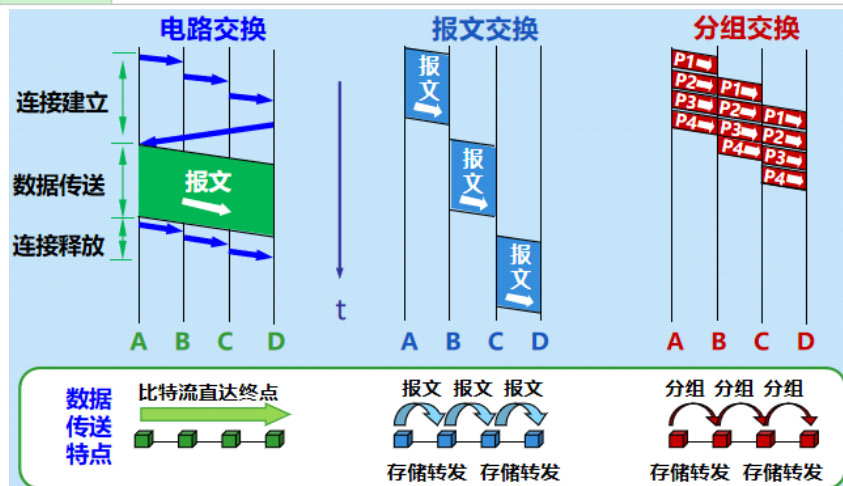 电路交换
报文交换
分组交换
连接建立
数据传送
连接释放
报文
t
报文
报文
报文
P1
P2
P3
P4
P1
P2
P3
P4
P1
P2
P3
P4
A B C D
A B C D
A B C D
数据
传送
特点
比特流直达终点
报文 报文 报文
存储转发 存储转发
分组 分组 分组
存储转发 存储转发